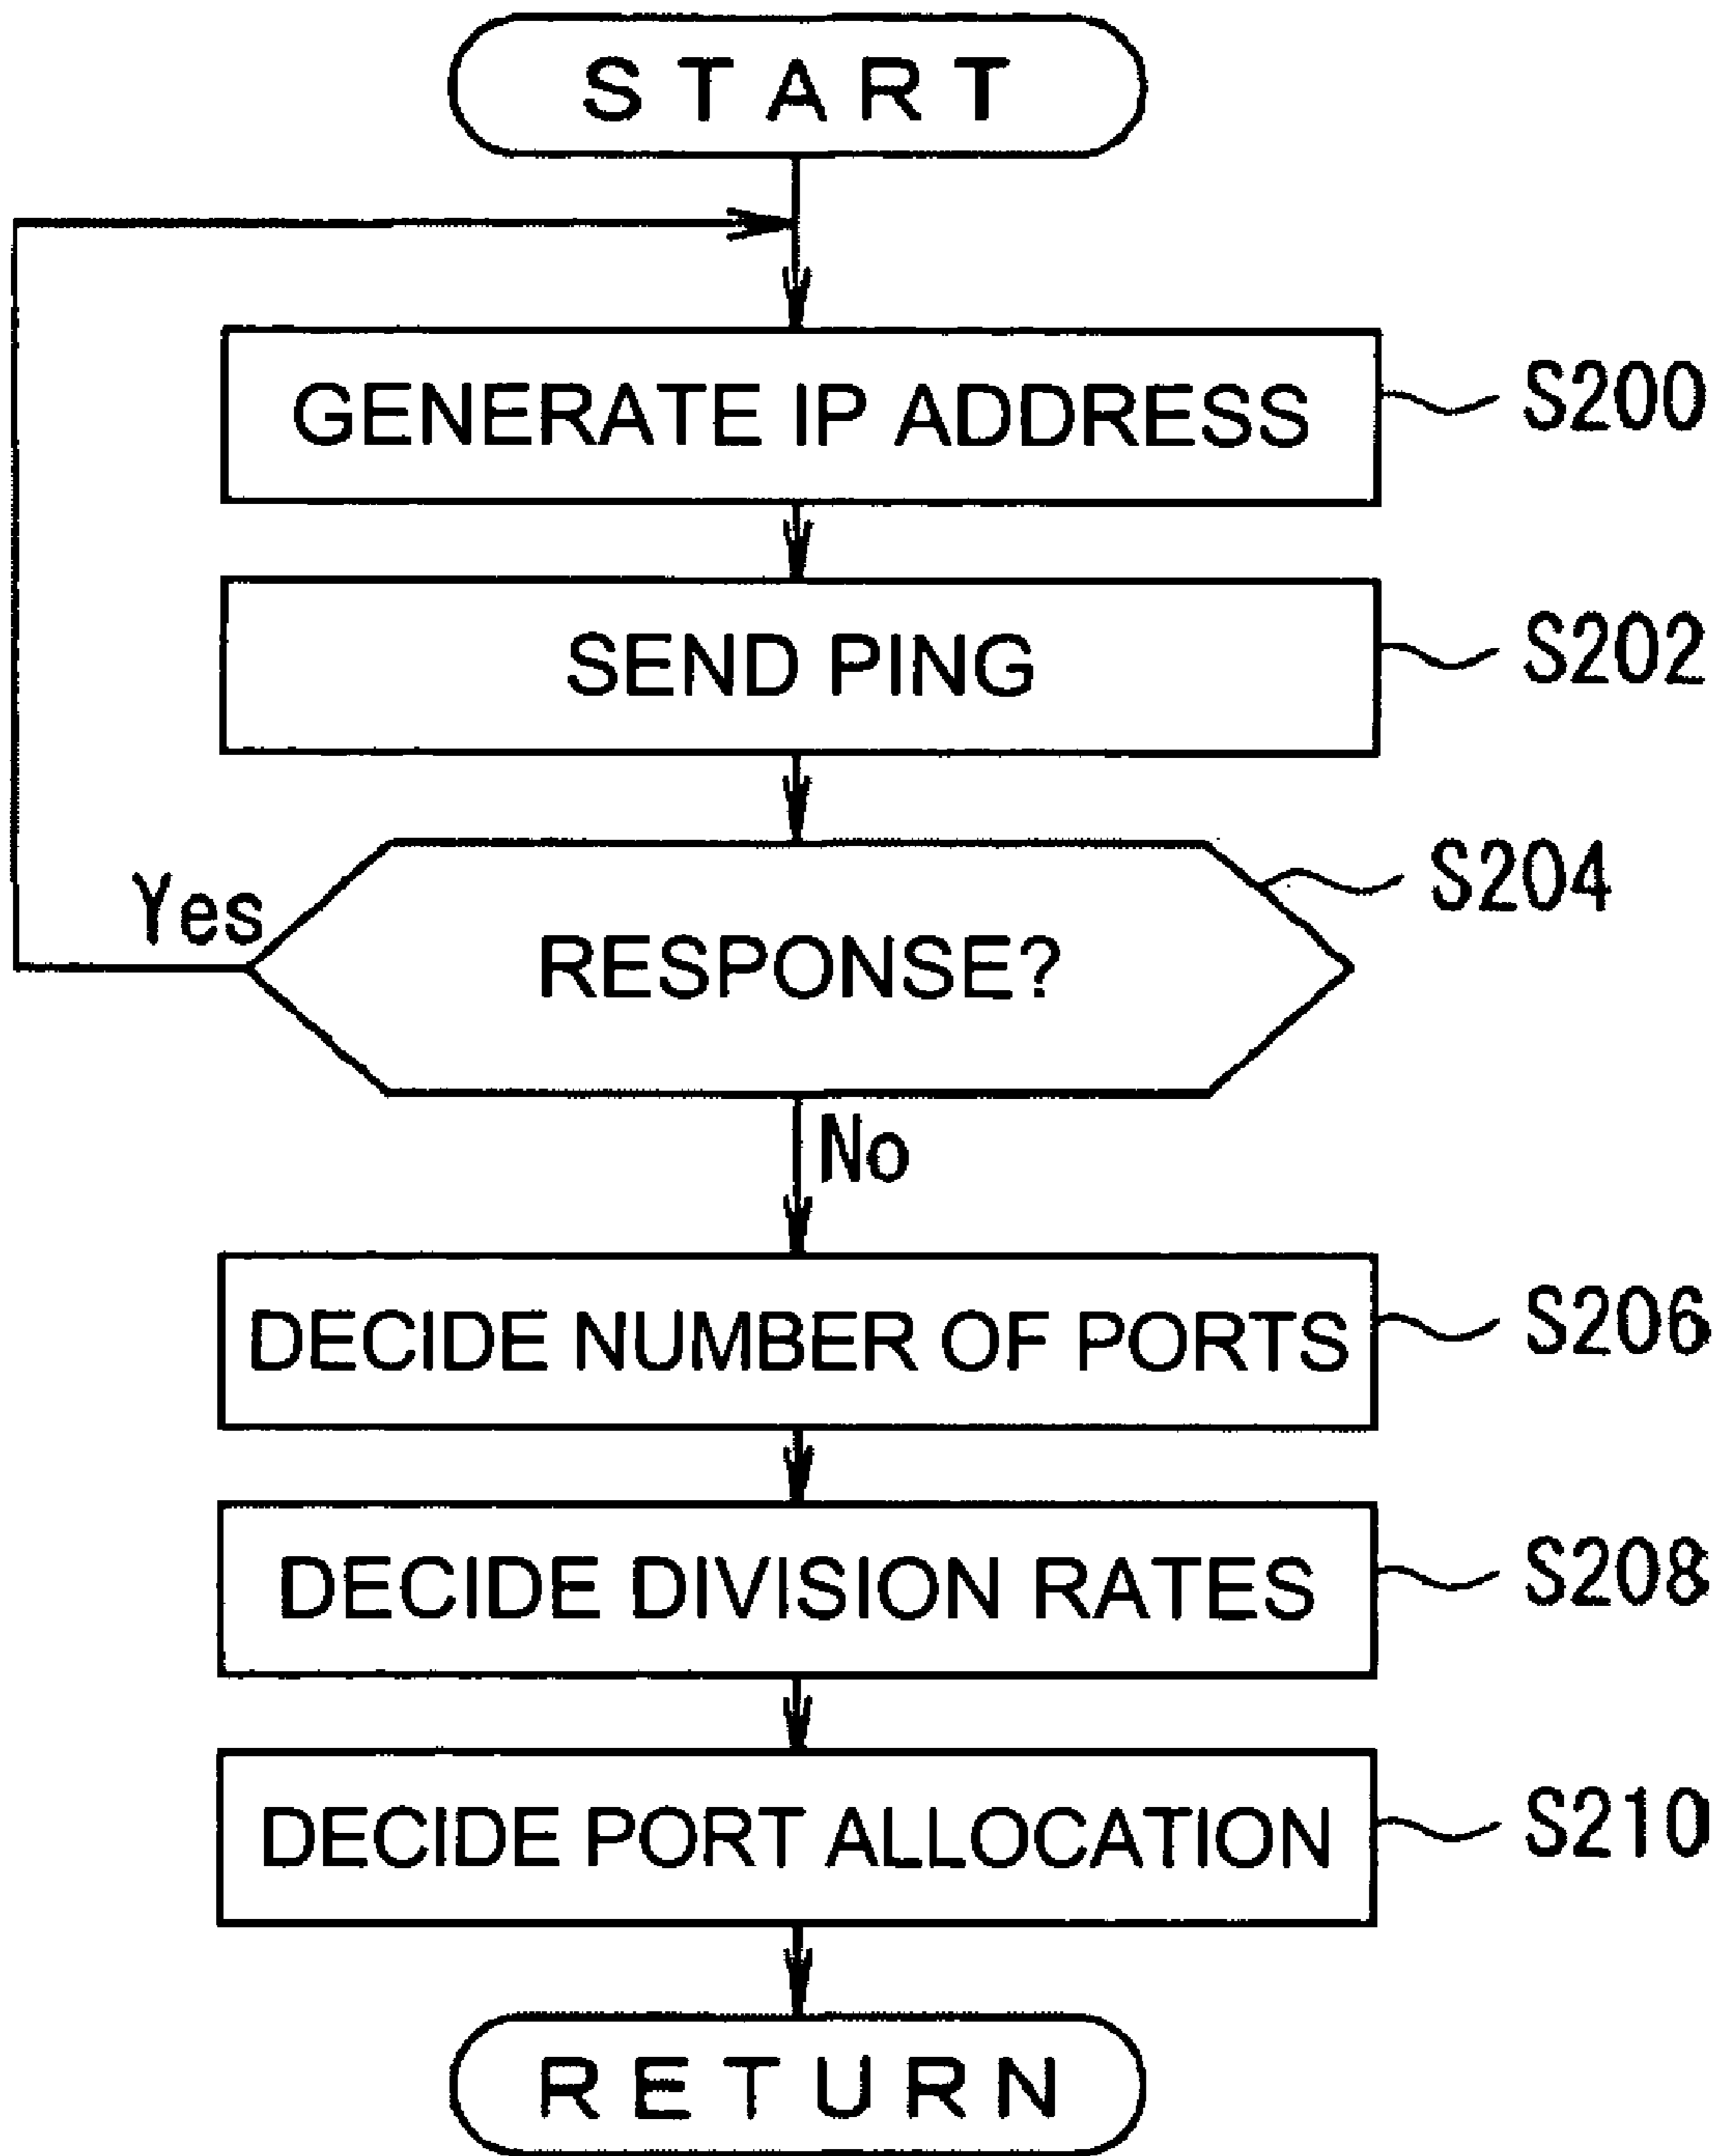 START
GENERATE IP ADDRESS
S200
SEND PING
S202
S204
Yes
RESPONSE?
No
DECIDE NUMBER OF PORTS
S206
DECIDE DIVISION RATES
S208
DECIDE PORT ALLOCATION
S210
RETURN